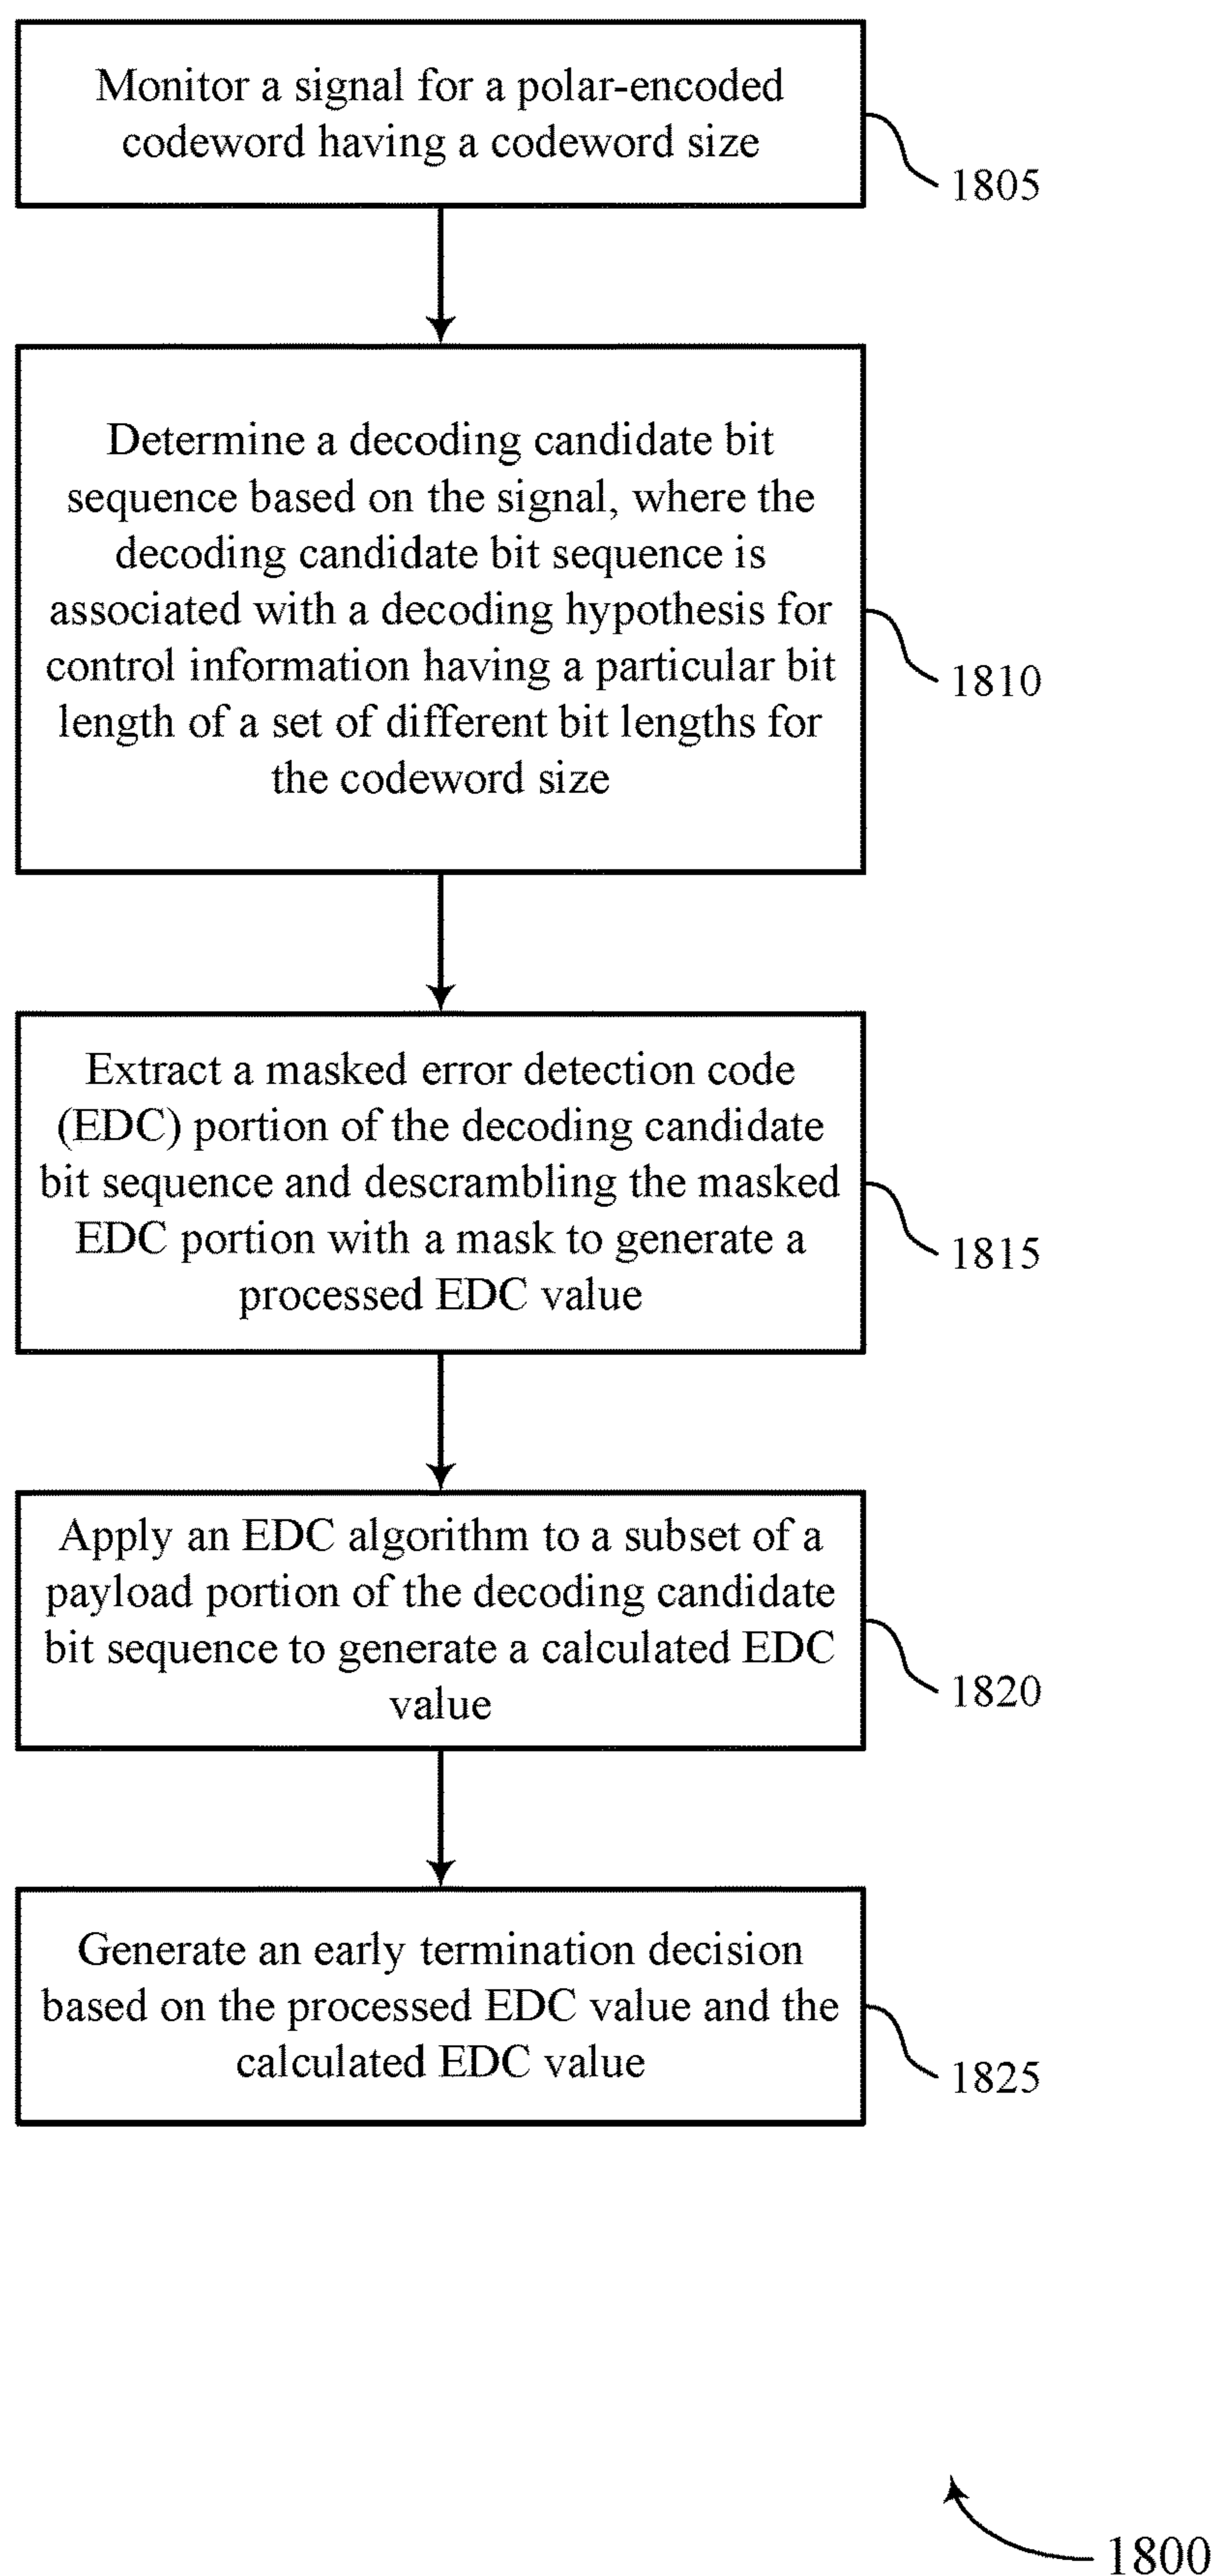 Monitor a signal for a polar-encoded
codeword having a codeword size
1805
Determine a decoding candidate bit
sequence based on the signal, where the
decoding candidate bit sequence is
associated with a decoding hypothesis for
control information having a particular bit
length of a set of different bit lengths for
the codeword size
1810
Extract a masked error detection code
(EDC) portion of the decoding candidate
bit sequence and descrambling the masked
EDC portion with a mask to generate a
processed EDC value
1815
Apply an EDC algorithm to a subset of a
payload portion of the decoding candidate
bit sequence to generate a calculated EDC
value
1820
Generate an early termination decision
based on the processed EDC value and the
calculated EDC value
1825
1800